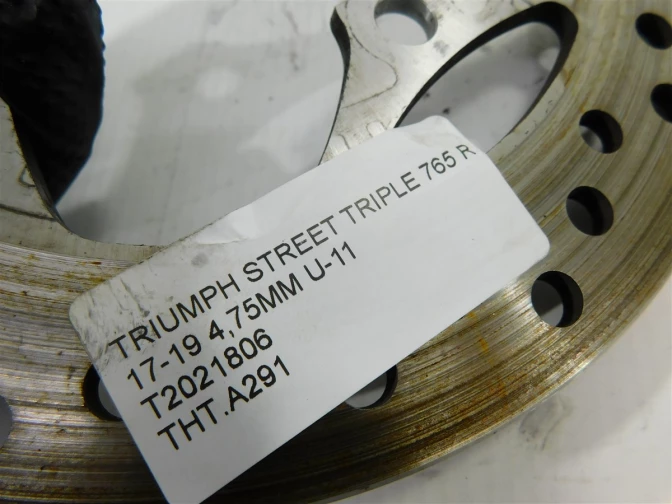 TRIUMPH STREET TRIPLE 765 R
17-19 4,75MM U-11
T2021806
THT.A291